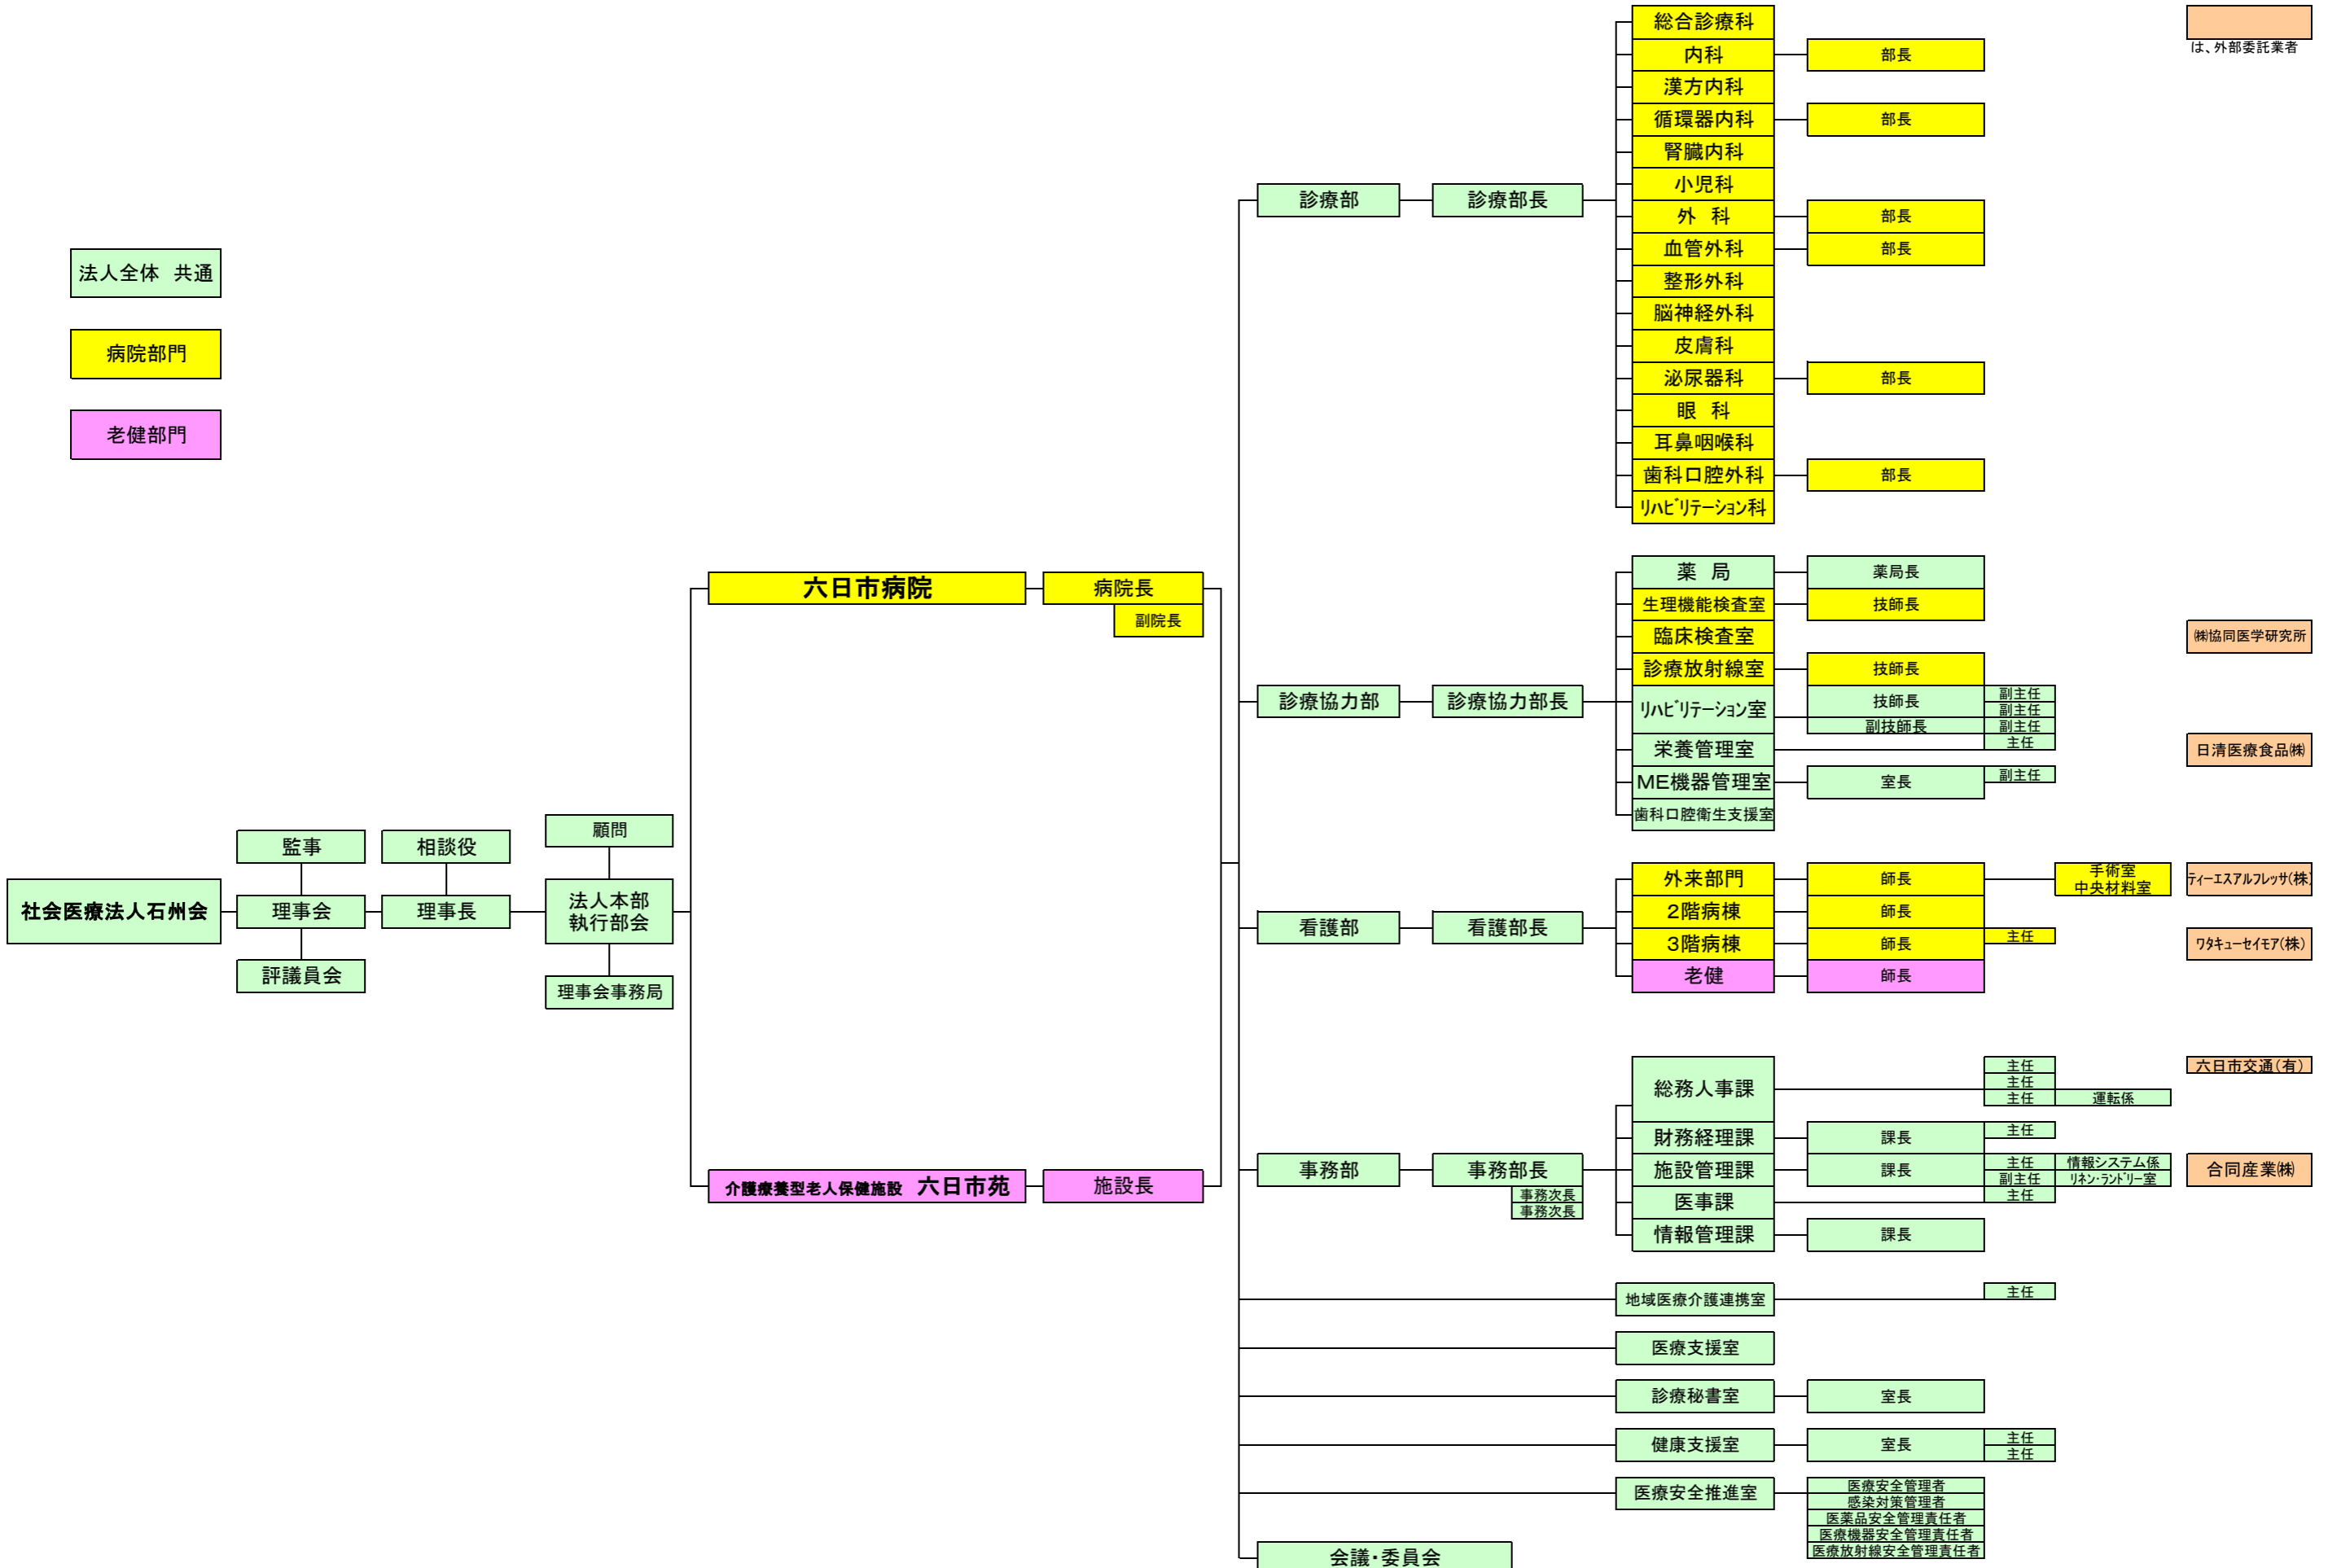 法人全体　共通
病院部門
老健部門
社会医療法人石州会
監事
理事会
評議員会
相談役
理事長
顧問
法人本部
執行部会
理事会事務局
六日市病院
病院長
副院長
介護療養型老人保健施設　六日市苑
施設長
診療部
診療部長
総合診療科
内科
部長
漢方内科
循環器内科
部長
腎臓内科
小児科
外　科
部長
血管外科
部長
整形外科
脳神経外科
皮膚科
泌尿器科
部長
眼　科
耳鼻咽喉科
歯科口腔外科
部長
ﾘﾊﾋﾞﾘﾃｰｼｮﾝ科
は、外部委託業者
診療協力部
診療協力部長
薬　局
薬局長
生理機能検査室
技師長
臨床検査室
㈱協同医学研究所
診療放射線室
技師長
ﾘﾊﾋﾞﾘﾃｰｼｮﾝ室
技師長
副主任
副主任
副技師長
副主任
栄養管理室
主任
日清医療食品㈱
ＭＥ機器管理室
室長
副主任
歯科口腔衛生支援室
看護部
看護部長
外来部門
師長
手術室
中央材料室
ﾃｨｰｴｽｱﾙﾌﾚｯｻ(株)
２階病棟
師長
３階病棟
師長
主任
ﾜﾀｷｭｰｾｲﾓｱ(株)
老健
師長
事務部
事務部長
事務次長
事務次長
総務人事課
主任
主任
主任
運転係
六日市交通(有)
財務経理課
課長
主任
施設管理課
課長
主任
情報システム係
副主任
ﾘﾈﾝ･ﾗﾝﾄﾞﾘｰ室
合同産業㈱
医事課
主任
情報管理課
課長
地域医療介護連携室
主任
医療支援室
診療秘書室
室長
健康支援室
室長
主任
主任
医療安全推進室
医療安全管理者
感染対策管理者
医薬品安全管理責任者
医療機器安全管理責任者
医療放射線安全管理責任者
会議・委員会